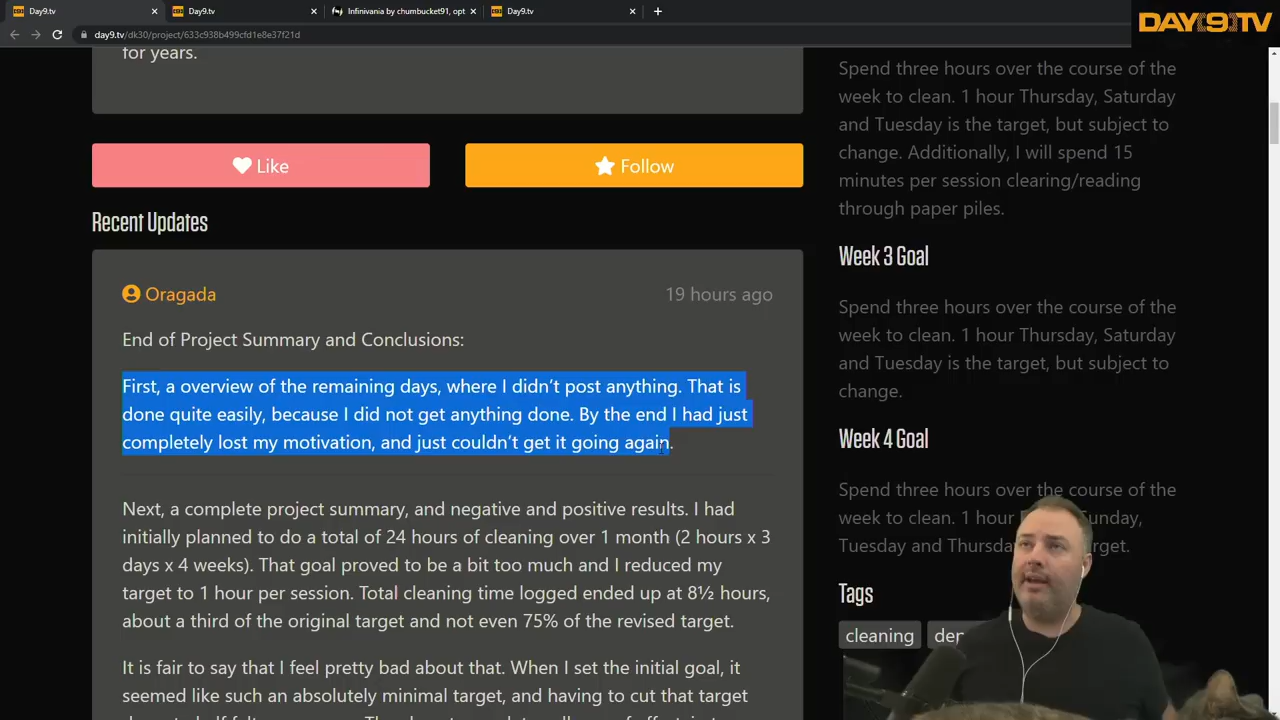 Day9.tv
Day9.tv
Infinivania by chumbucket91, opt
Day9.tv
DAY[9].TV
day9.tv/dk30/project/633c938b499cfd1e8e37f21d
for years.
Like
Follow
Recent Updates
Oragada
19 hours ago
End of Project Summary and Conclusions:
First, a overview of the remaining days, where I didn't post anything. That is
done quite easily, because I did not get anything done. By the end I had just
completely lost my motivation, and just couldn't get it going again.
Next, a complete project summary, and negative and positive results. I had
initially planned to do a total of 24 hours of cleaning over 1 month (2 hours x 3
days x 4 weeks). That goal proved to be a bit too much and I reduced my
target to 1 hour per session. Total cleaning time logged ended up at 8½ hours,
about a third of the original target and not even 75% of the revised target.
It is fair to say that I feel pretty bad about that. When I set the initial goal, it
seemed like such an absolutely minimal target, and having to cut that target
Spend three hours over the course of the
week to clean. 1 hour Thursday, Saturday
and Tuesday is the target, but subject to
change. Additionally, I will spend 15
minutes per session clearing/reading
through paper piles.
Week 3 Goal
Spend three hours over the course of the
week to clean. 1 hour Thursday, Saturday
and Tuesday is the target, but subject to
change.
Week 4 Goal
Spend three hours over the course of the
week to clean. 1 hour
Sunday,
Tuesday and Thursda
rget.
Tags
cleaning